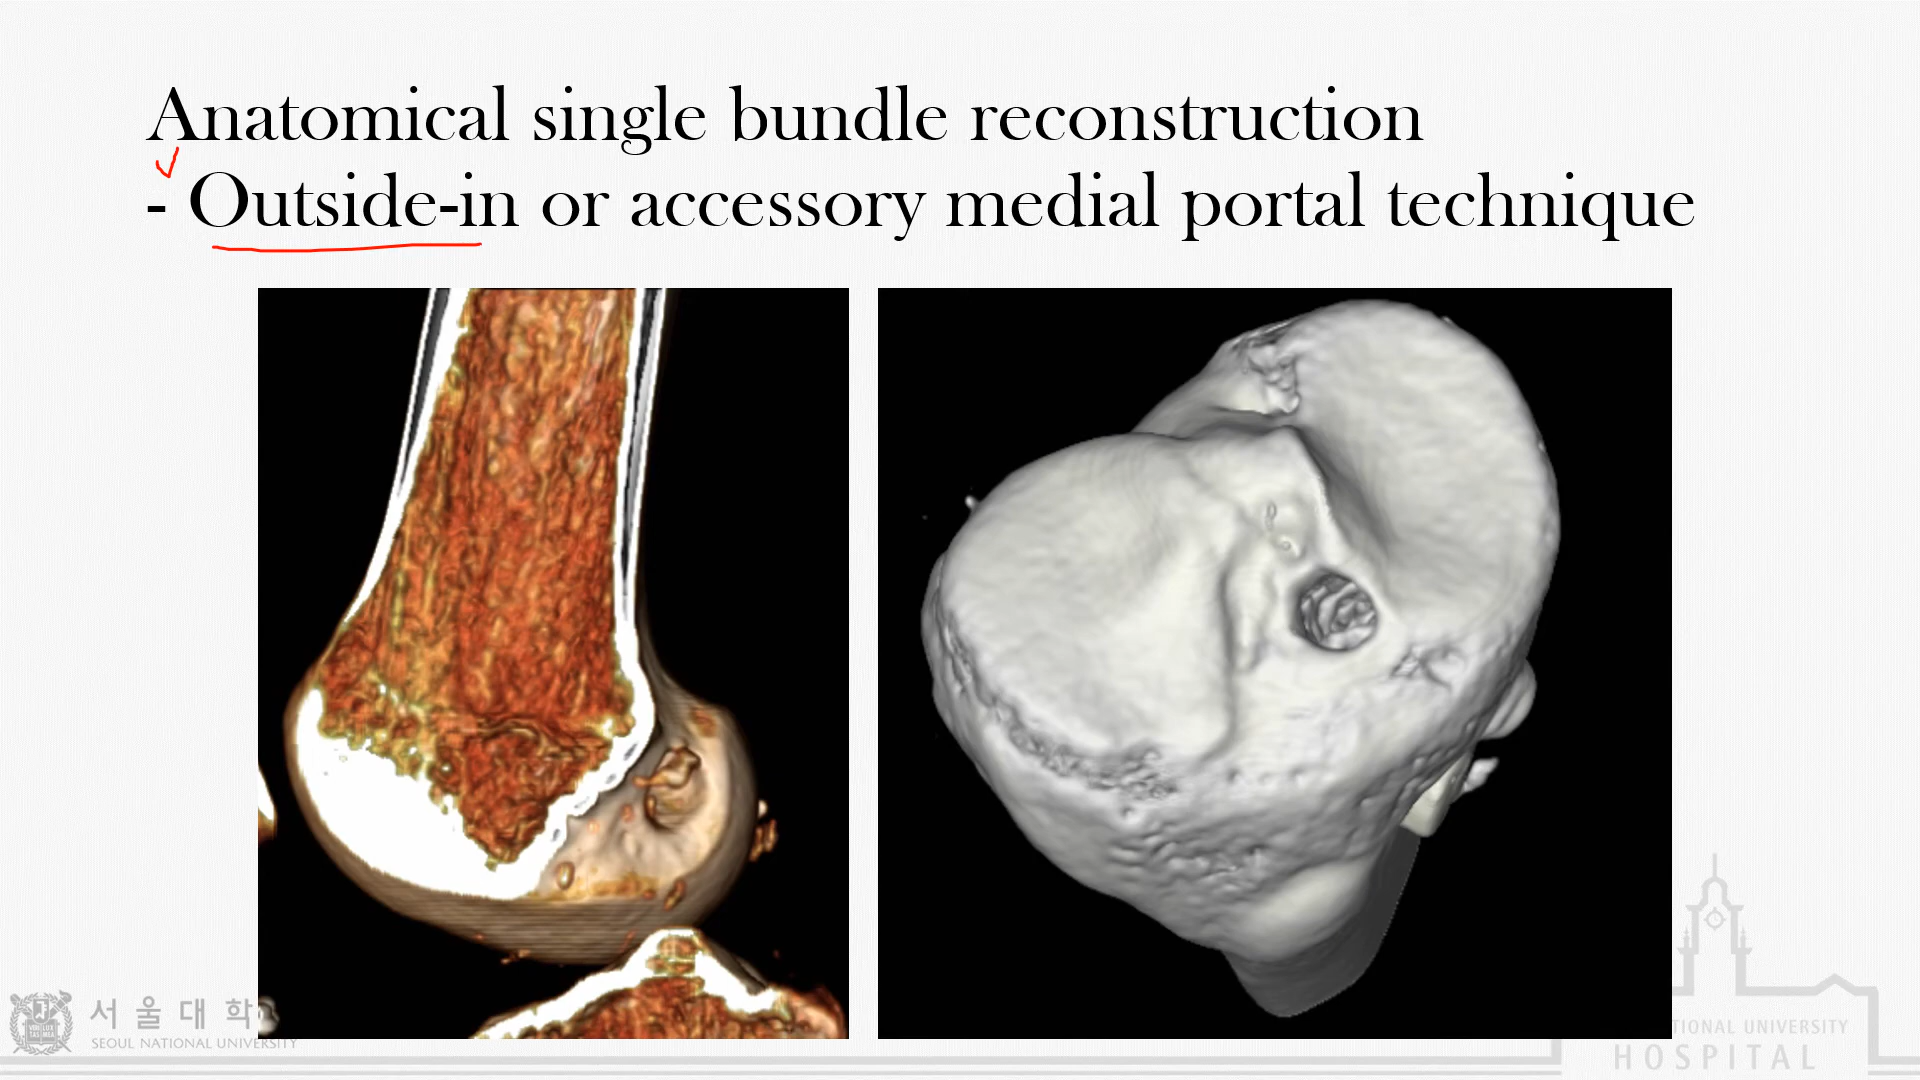 Anatomical single bundle reconstruction
- Outside-in or accessory medial portal technique
서울대학
SEOUL NATIONAL UNIVERSITY
TIONAL UNIVERSITY
HOSPITAL